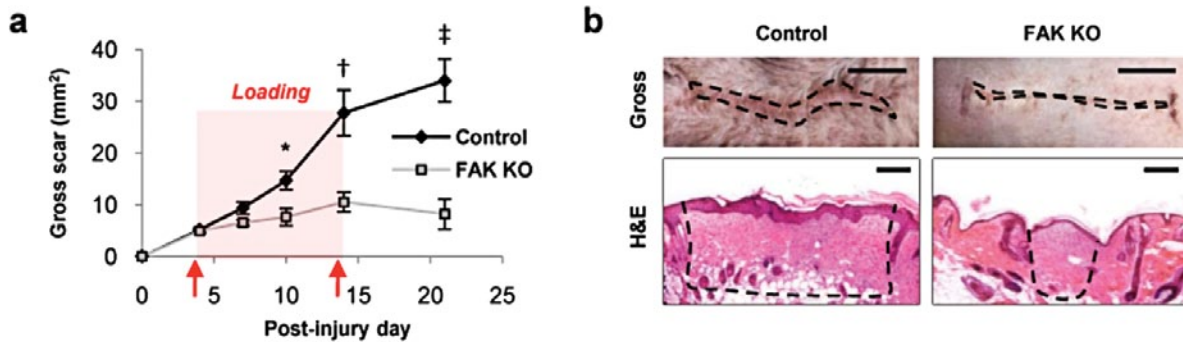 a
Gross scar (mm²)
40
30
20
10
0
Loading
*
†
‡
Control
FAK KO
0 5 10 15 20 25
Post-injury day
b
Control FAK KO
Gross
H&E